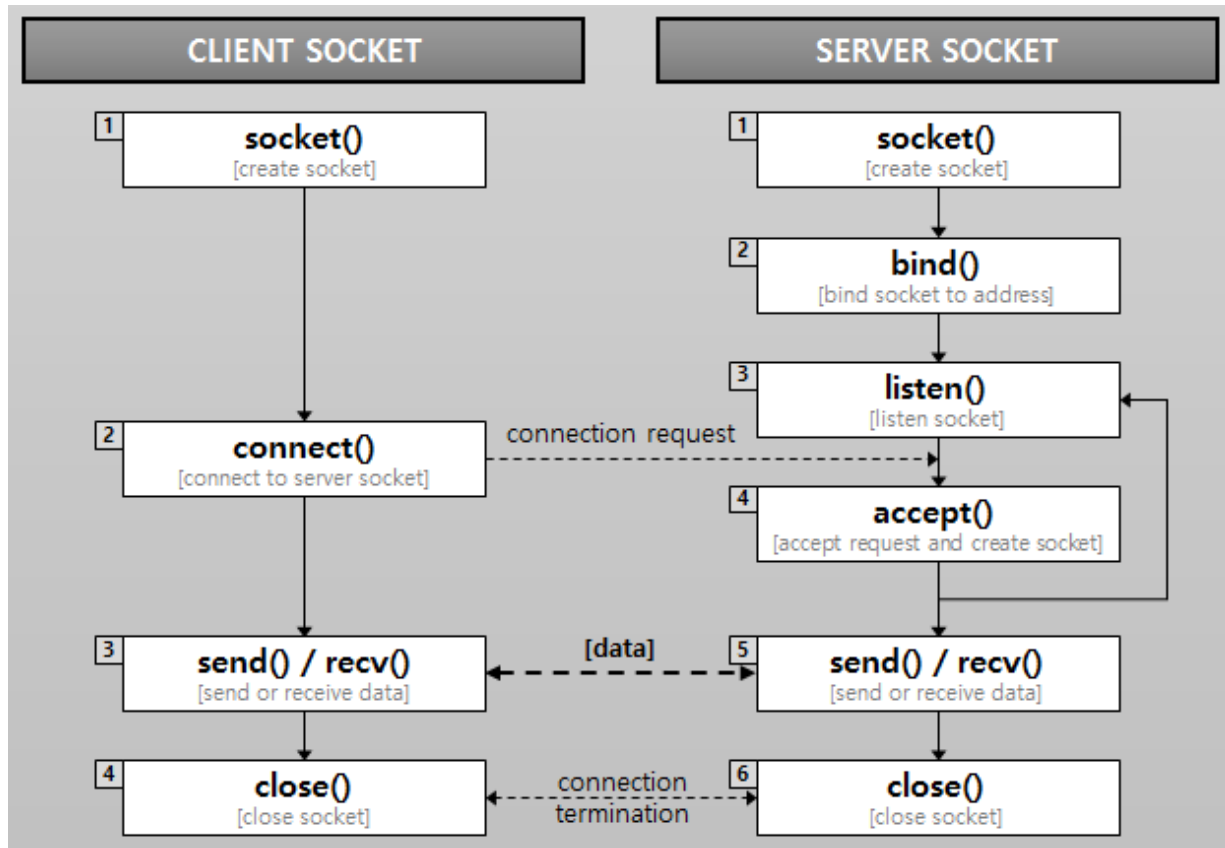 CLIENT SOCKET
SERVER SOCKET
1
socket()
[create socket]
1
socket()
[create socket]
2
bind()
[bind socket to address]
3
listen()
[listen socket]
2
connect()
[connect to server socket]
connection request
4
accept()
[accept request and create socket]
3
send() / recv()
[send or receive data]
[data]
5
send() / recv()
[send or receive data]
4
close()
[close socket]
connection
termination
6
close()
[close socket]